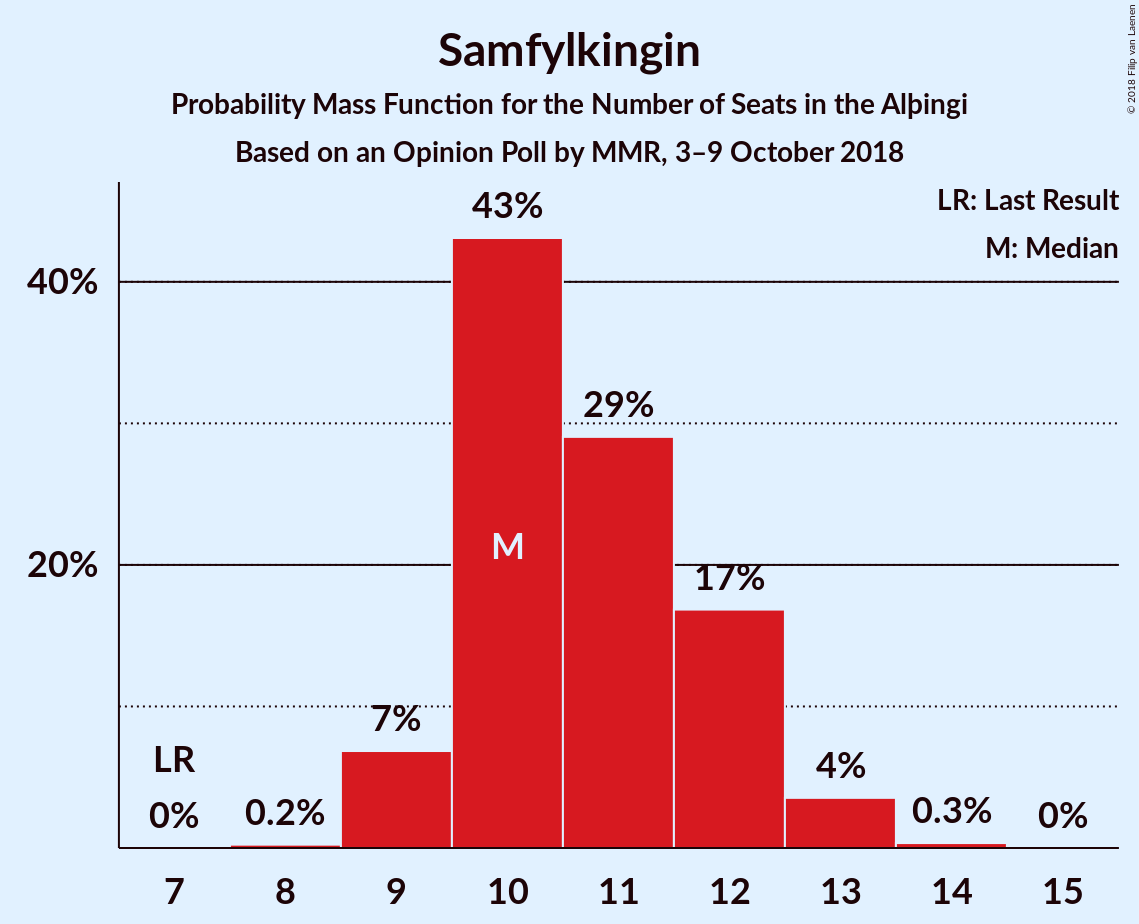 Samfylkingin
Probability Mass Function for the Number of Seats in the Alþingi
Based on an Opinion Poll by MMR, 3–9 October 2018
© 2018 Filip van Laenen
LR: Last Result
M: Median
40%
20%
LR
0%
0.2%
7%
43%
M
29%
17%
4%
0.3%
0%
7 8 9 10 11 12 13 14 15